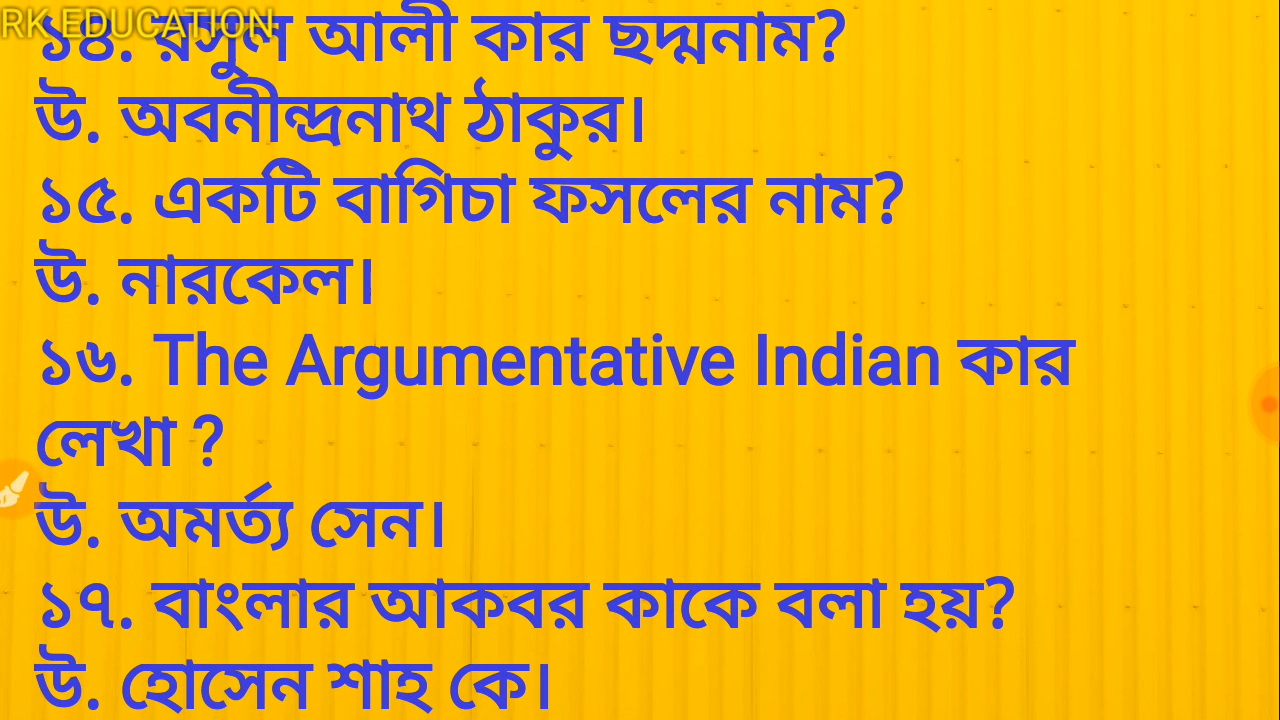 RK EDUCATION
১৪. রসুল আলী কার ছদ্মনাম?
উ. অবনীন্দ্রনাথ ঠাকুর।
১৫. একটি বাগিচা ফসলের নাম?
উ. নারকেল।
১৬. The Argumentative Indian কার
লেখা ?
উ. অমর্ত্য সেন।
১৭. বাংলার আকবর কাকে বলা হয়?
উ. হোসেন শাহ কে।